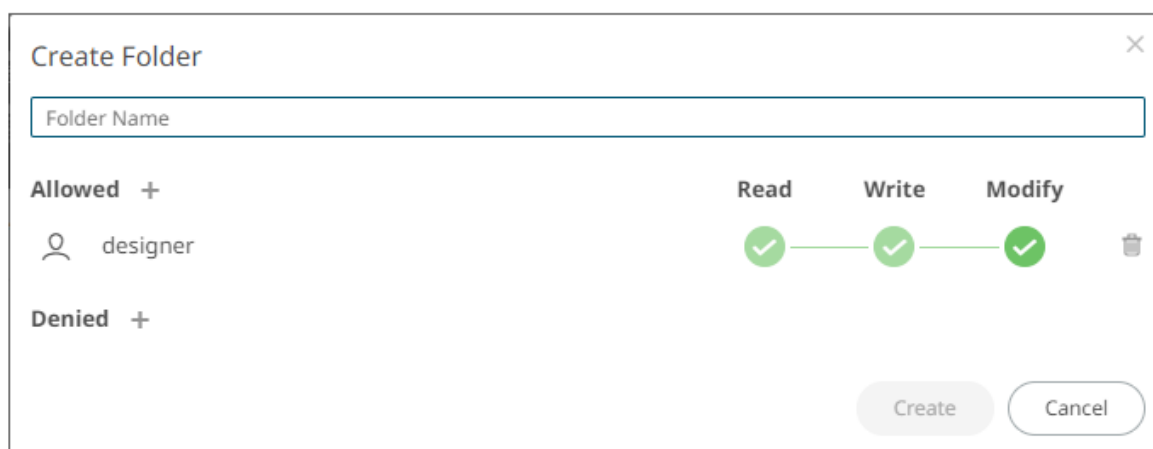 Create Folder
Folder Name
Allowed + Read Write Modify
designer
Denied +
Create Cancel